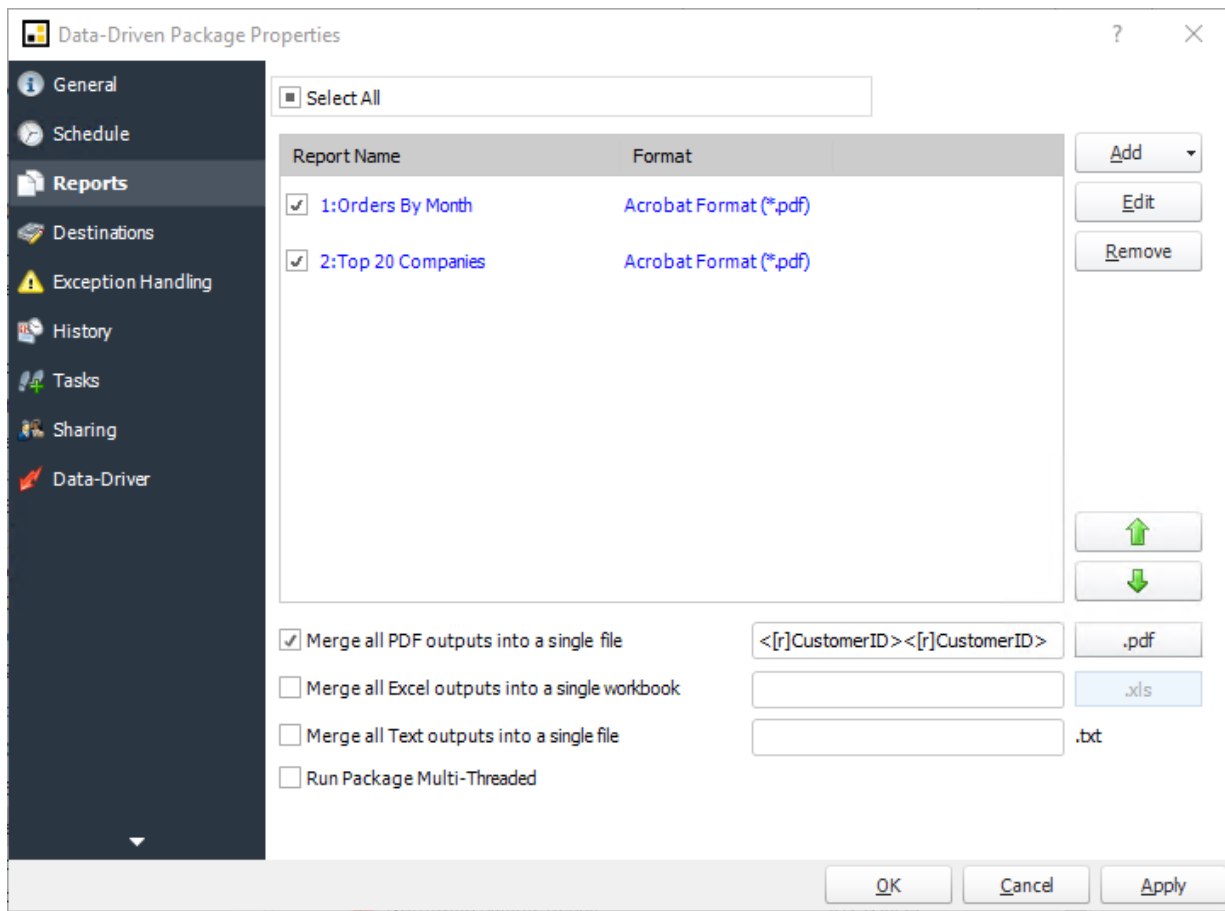 Data-Driven Package Properties
?
General
Schedule
Reports
Destinations
Exception Handling
History
Tasks
Sharing
Data-Driver
Select All
Report Name Format
1:Orders By Month Acrobat Format (*.pdf)
2:Top 20 Companies Acrobat Format (*.pdf)
Add
Edit
Remove
Merge all PDF outputs into a single file <[r]CustomerID><[r]CustomerID> .pdf
Merge all Excel outputs into a single workbook .xls
Merge all Text outputs into a single file .txt
Run Package Multi-Threaded
OK Cancel Apply